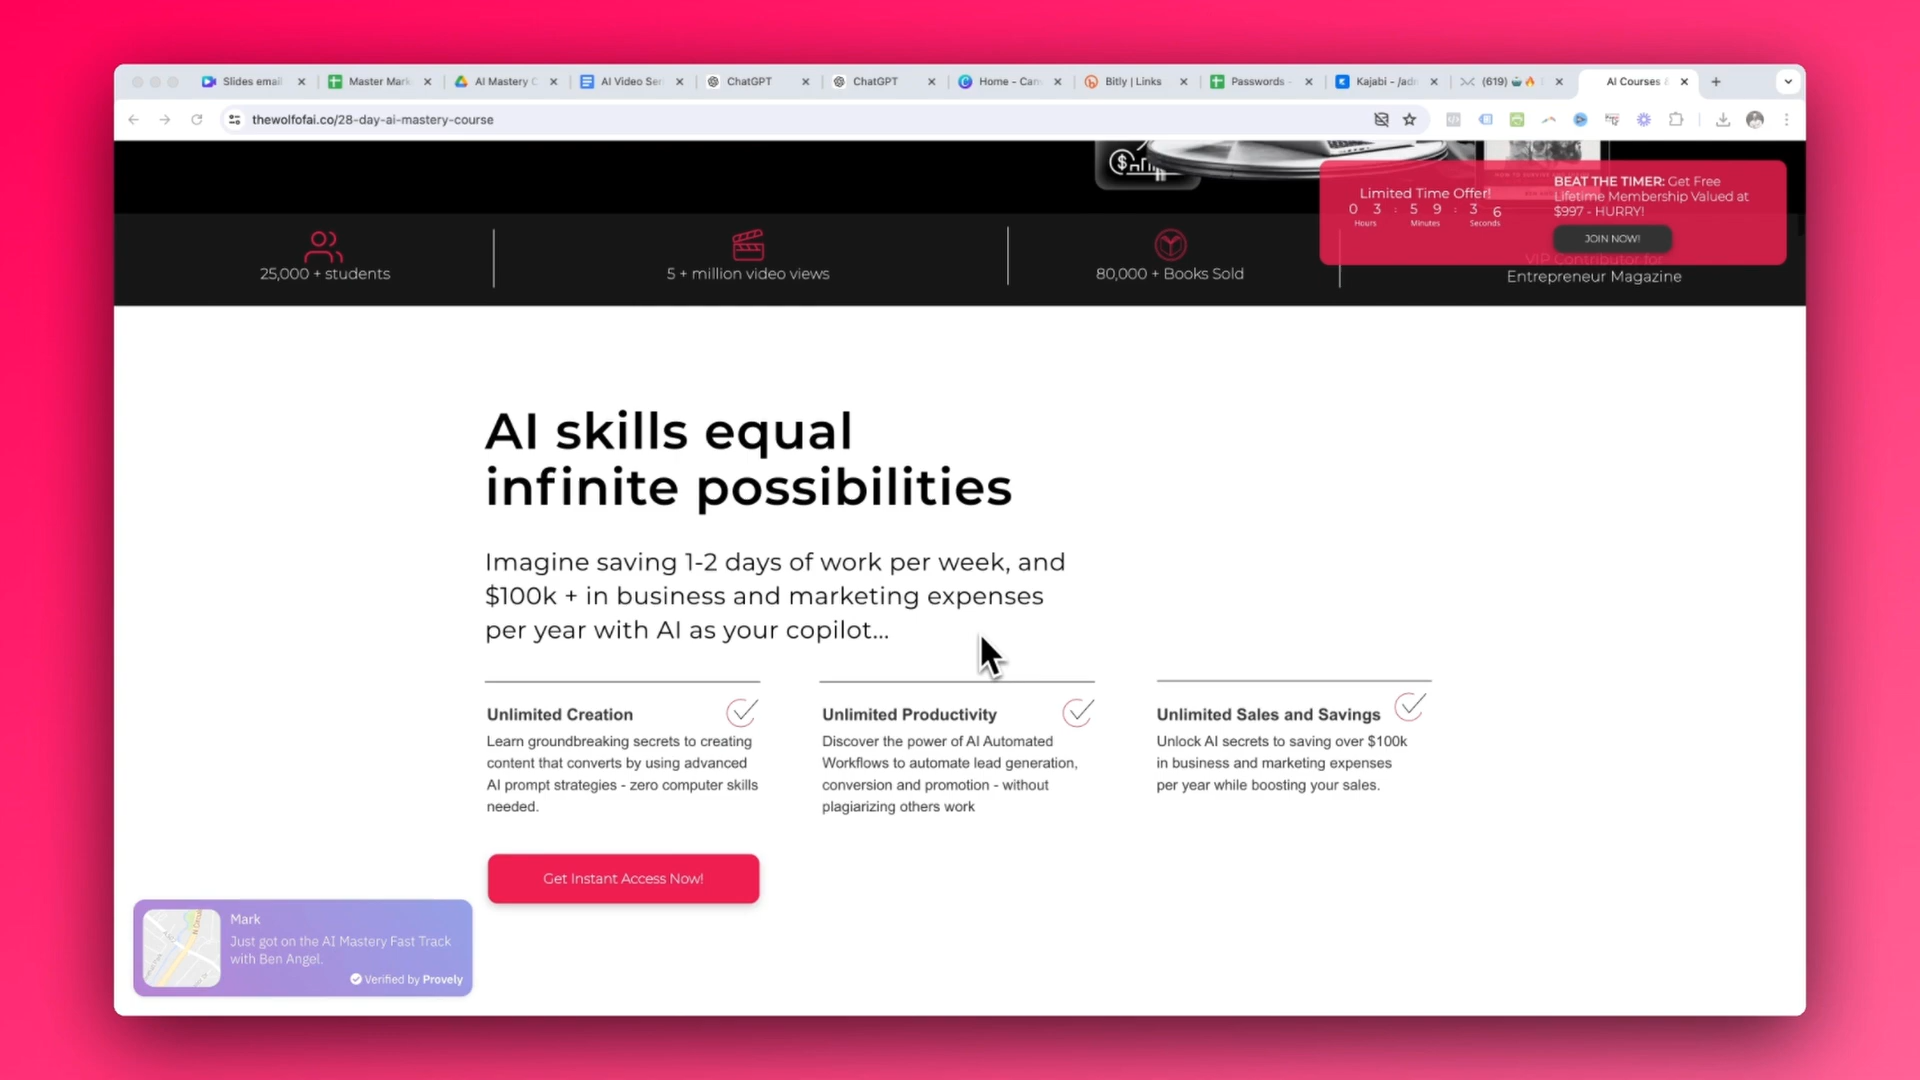 Slides email
Master Mark
AI Mastery C
AI Video Ser
ChatGPT
ChatGPT
Home - Can
Bitly | Links
Passwords -
Kajabi - /adn
(619)
AI Courses
thewolfofai.co/28-day-ai-mastery-course
Limited Time Offer!
03:59:36
Hours Minutes Seconds
BEAT THE TIMER: Get Free
Lifetime Membership Valued at
$997 - HURRY!
JOIN NOW!
25,000 + students
5 + million video views
80,000 + Books Sold
VIP Contributor for
Entrepreneur Magazine
AI skills equal
infinite possibilities
Imagine saving 1-2 days of work per week, and
$100k + in business and marketing expenses
per year with AI as your copilot...
Unlimited Creation
Learn groundbreaking secrets to creating
content that converts by using advanced
AI prompt strategies - zero computer skills
needed.
Unlimited Productivity
Discover the power of AI Automated
Workflows to automate lead generation,
conversion and promotion - without
plagiarizing others work
Unlimited Sales and Savings
Unlock AI secrets to saving over $100k
in business and marketing expenses
per year while boosting your sales.
Get Instant Access Now!
Mark
Just got on the AI Mastery Fast Track
with Ben Angel.
Verified by Provely